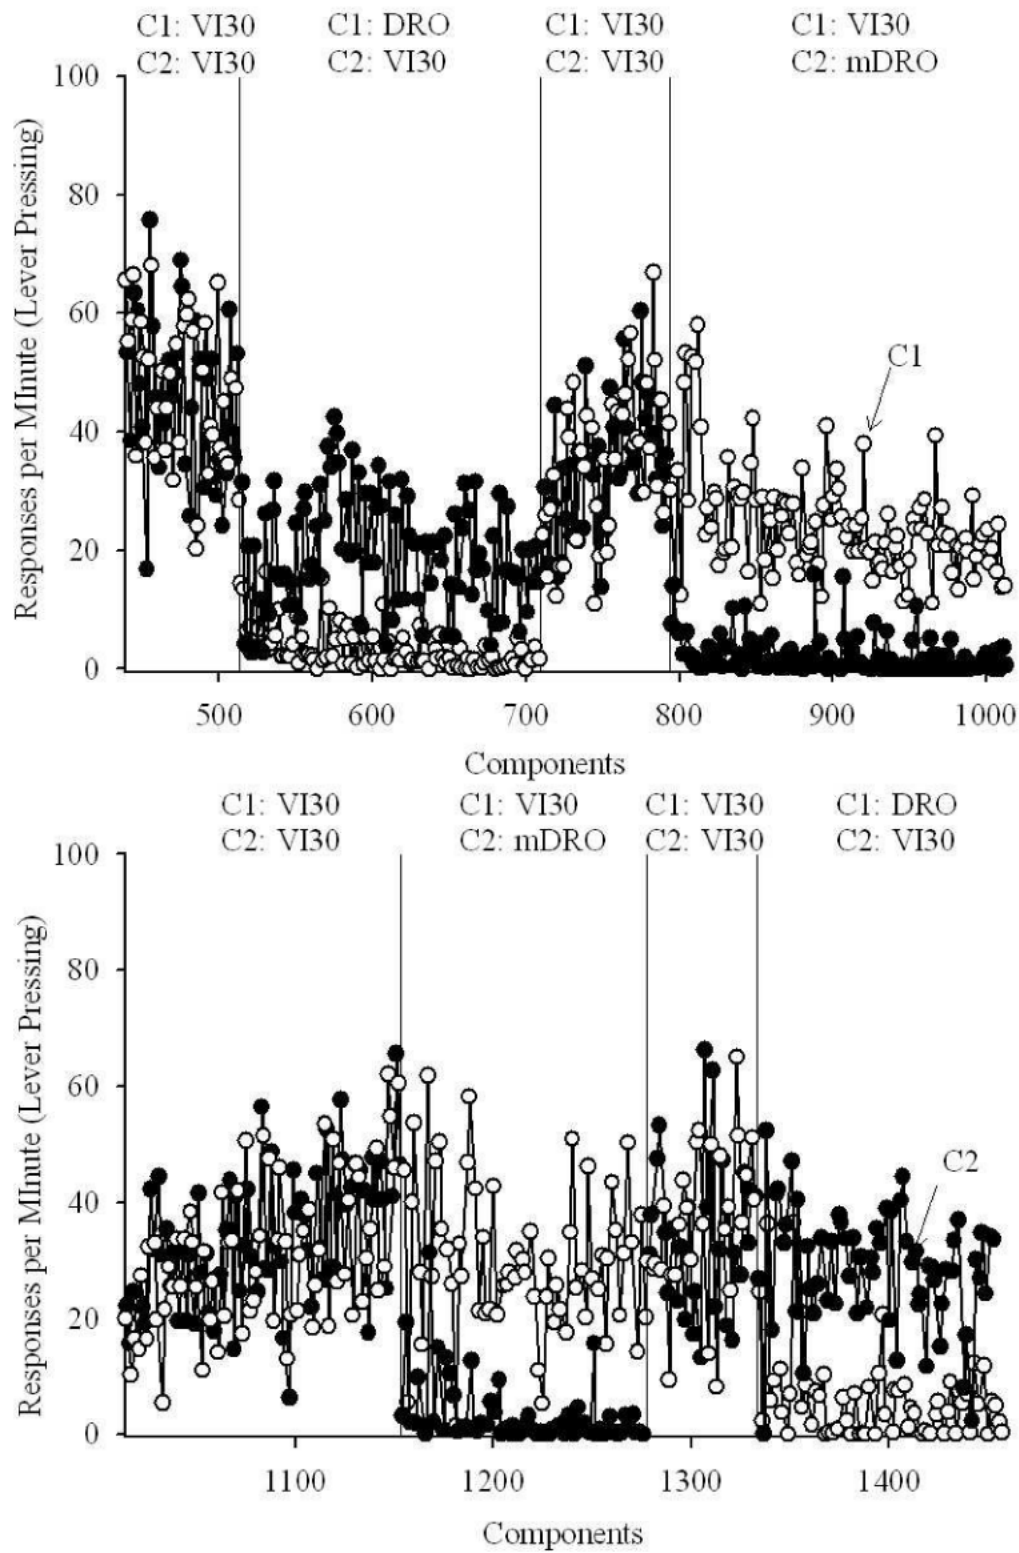 C1: VI30 C1: DRO C1: VI30 C1: VI30
C2: VI30 C2: VI30 C2: VI30 C2: mDRO
Responses per MInute (Lever Pressing)
100
80
60
40
20
0
C1
500 600 700 800 900 1000
Components
C1: VI30 C1: VI30 C1: VI30 C1: DRO
C2: VI30 C2: mDRO C2: VI30 C2: VI30
Responses per MInute (Lever Pressing)
100
80
60
40
20
0
C2
1100 1200 1300 1400
Components